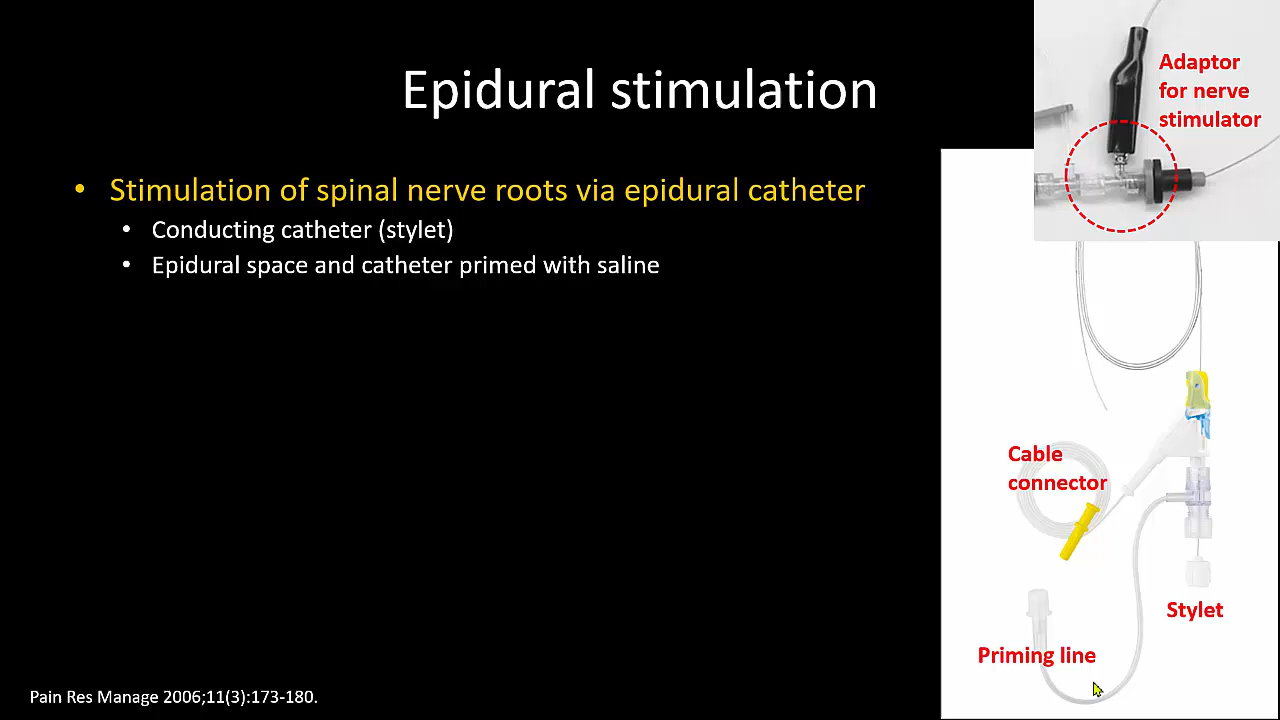 Epidural stimulation
• Stimulation of spinal nerve roots via epidural catheter
• Conducting catheter (stylet)
• Epidural space and catheter primed with saline
Adaptor
for nerve
stimulator
Cable
connector
Stylet
Priming line
Pain Res Manage 2006;11(3):173-180.